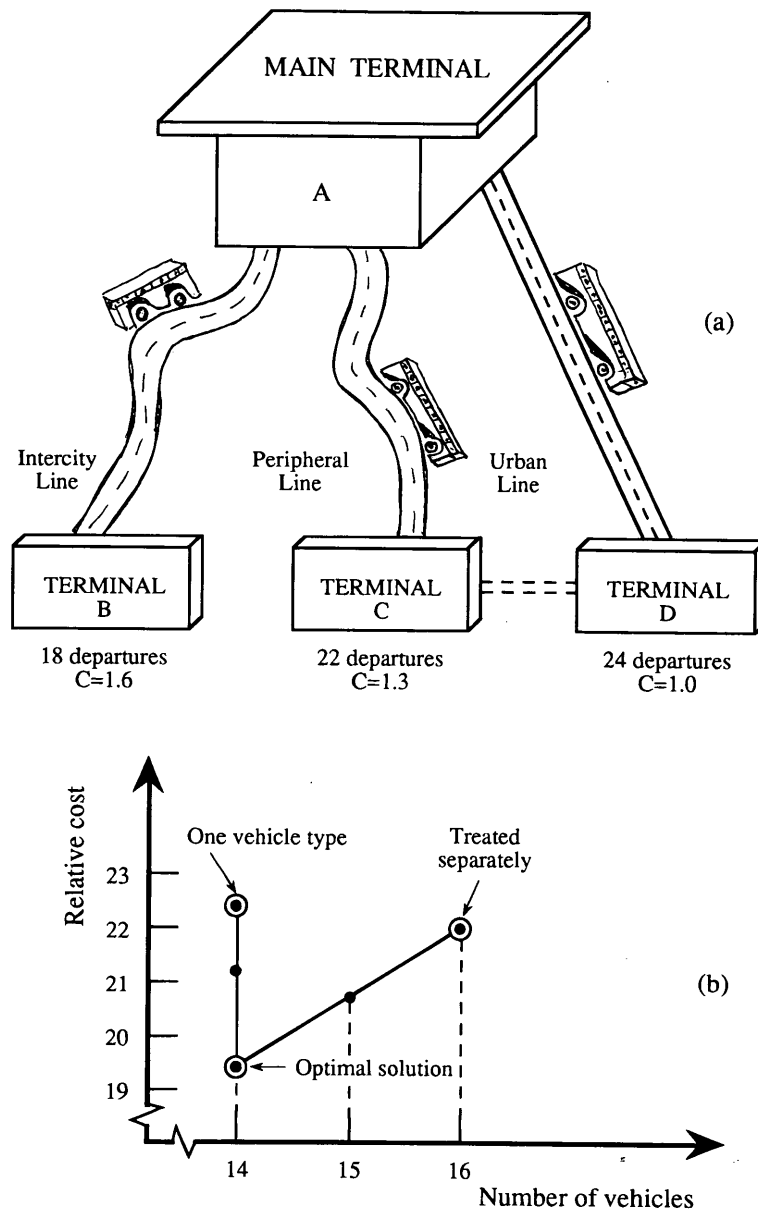 MAIN TERMINAL
A
(a)
Intercity
Line
Peripheral
Line
Urban
Line
TERMINAL
B
TERMINAL
C
TERMINAL
D
18 departures
C=1.6
22 departures
C=1.3
24 departures
C=1.0
Relative cost
One vehicle type
Treated
separately
23
22
21
20
19
Optimal solution
(b)
14
15
16
Number of vehicles